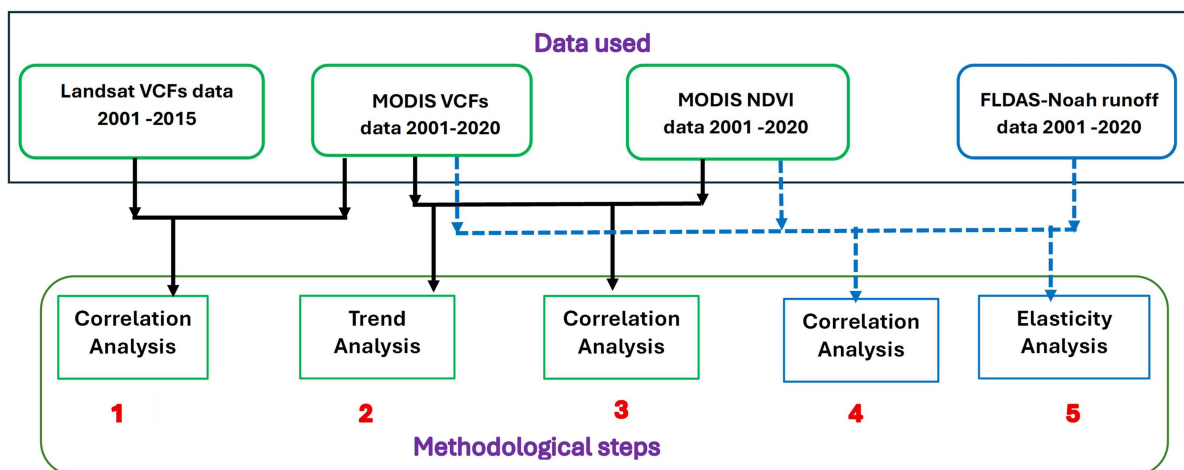 Data used
Landsat VCFs data
2001 -2015
MODIS VCFs
data 2001-2020
MODIS NDVI
data 2001 -2020
FLDAS-Noah runoff
data 2001 -2020
Correlation
Analysis
Trend
Analysis
Correlation
Analysis
Correlation
Analysis
Elasticity
Analysis
1
2
3
4
5
Methodological steps